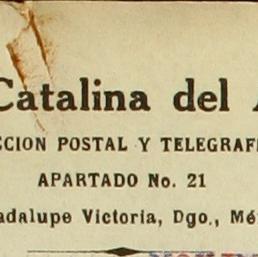 Catalina del
CCION POSTAL Y TELEGRAFI
APARTADO No. 21
adalupe Victoria, Dgo., Mé